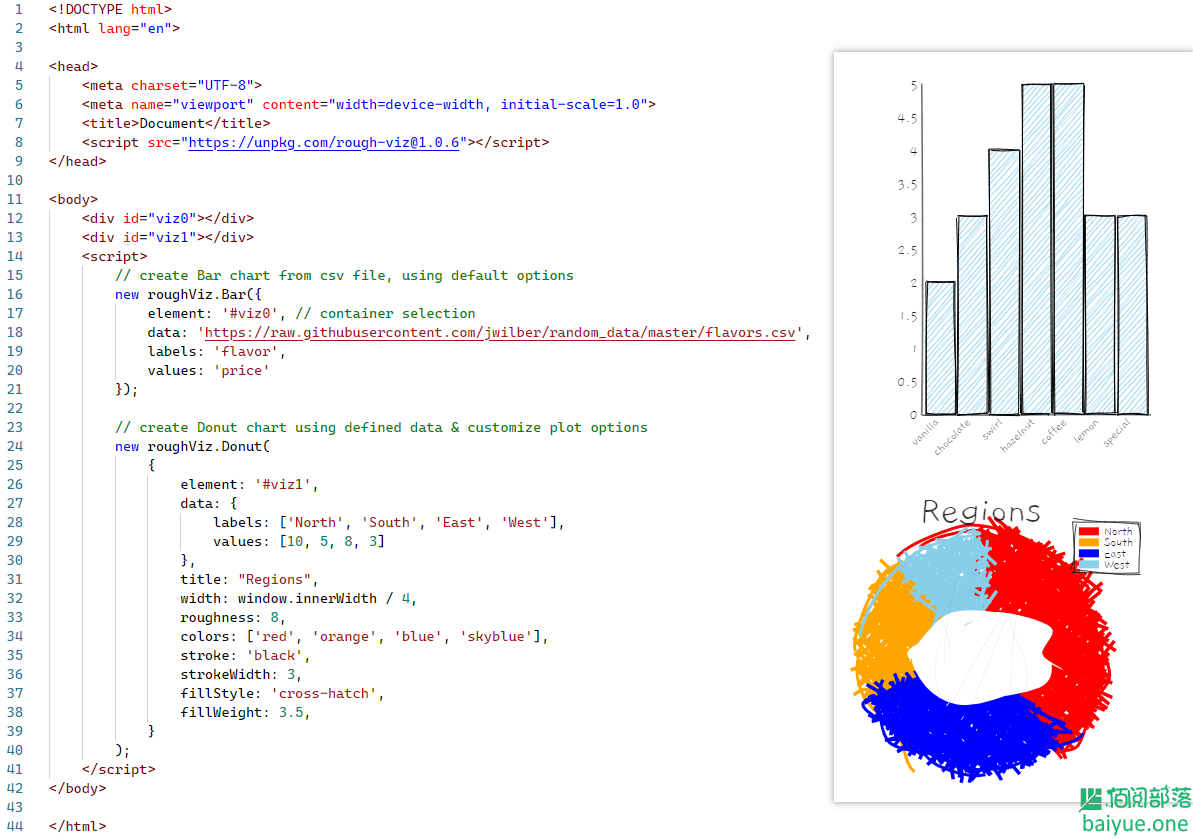 1 <!DOCTYPE html>
2 <html lang="en">
3
4 <head>
5 <meta charset="UTF-8">
6 <meta name="viewport" content="width=device-width, initial-scale=1.0">
7 <title>Document</title>
8 <script src="https://unpkg.com/rough-viz@1.0.6"></script>
9 </head>
10
11 <body>
12 <div id="viz0"></div>
13 <div id="viz1"></div>
14 <script>
15 // create Bar chart from csv file, using default options
16 new roughViz.Bar({
17 element: '#viz0', // container selection
18 data: 'https://raw.githubusercontent.com/jwilber/random_data/master/flavors.csv',
19 labels: 'flavor',
20 values: 'price'
21 });
22
23 // create Donut chart using defined data & customize plot options
24 new roughViz.Donut(
25 {
26 element: '#viz1',
27 data: {
28 labels: ['North', 'South', 'East', 'West'],
29 values: [10, 5, 8, 3]
30 },
31 title: "Regions",
32 width: window.innerWidth / 4,
33 roughness: 8,
34 colors: ['red', 'orange', 'blue', 'skyblue'],
35 stroke: 'black',
36 strokeWidth: 3,
37 fillStyle: 'cross-hatch',
38 fillWeight: 3.5,
39 }
40 );
41 </script>
42 </body>
43
44 </html>
5
4.5
4
3.5
3
2.5
2
1.5
1
0.5
0
vanilla
chocolate
swirl
hazelnut
coffee
lemon
special
Regions
North
South
East
West
佰阅部落
baiyue.one